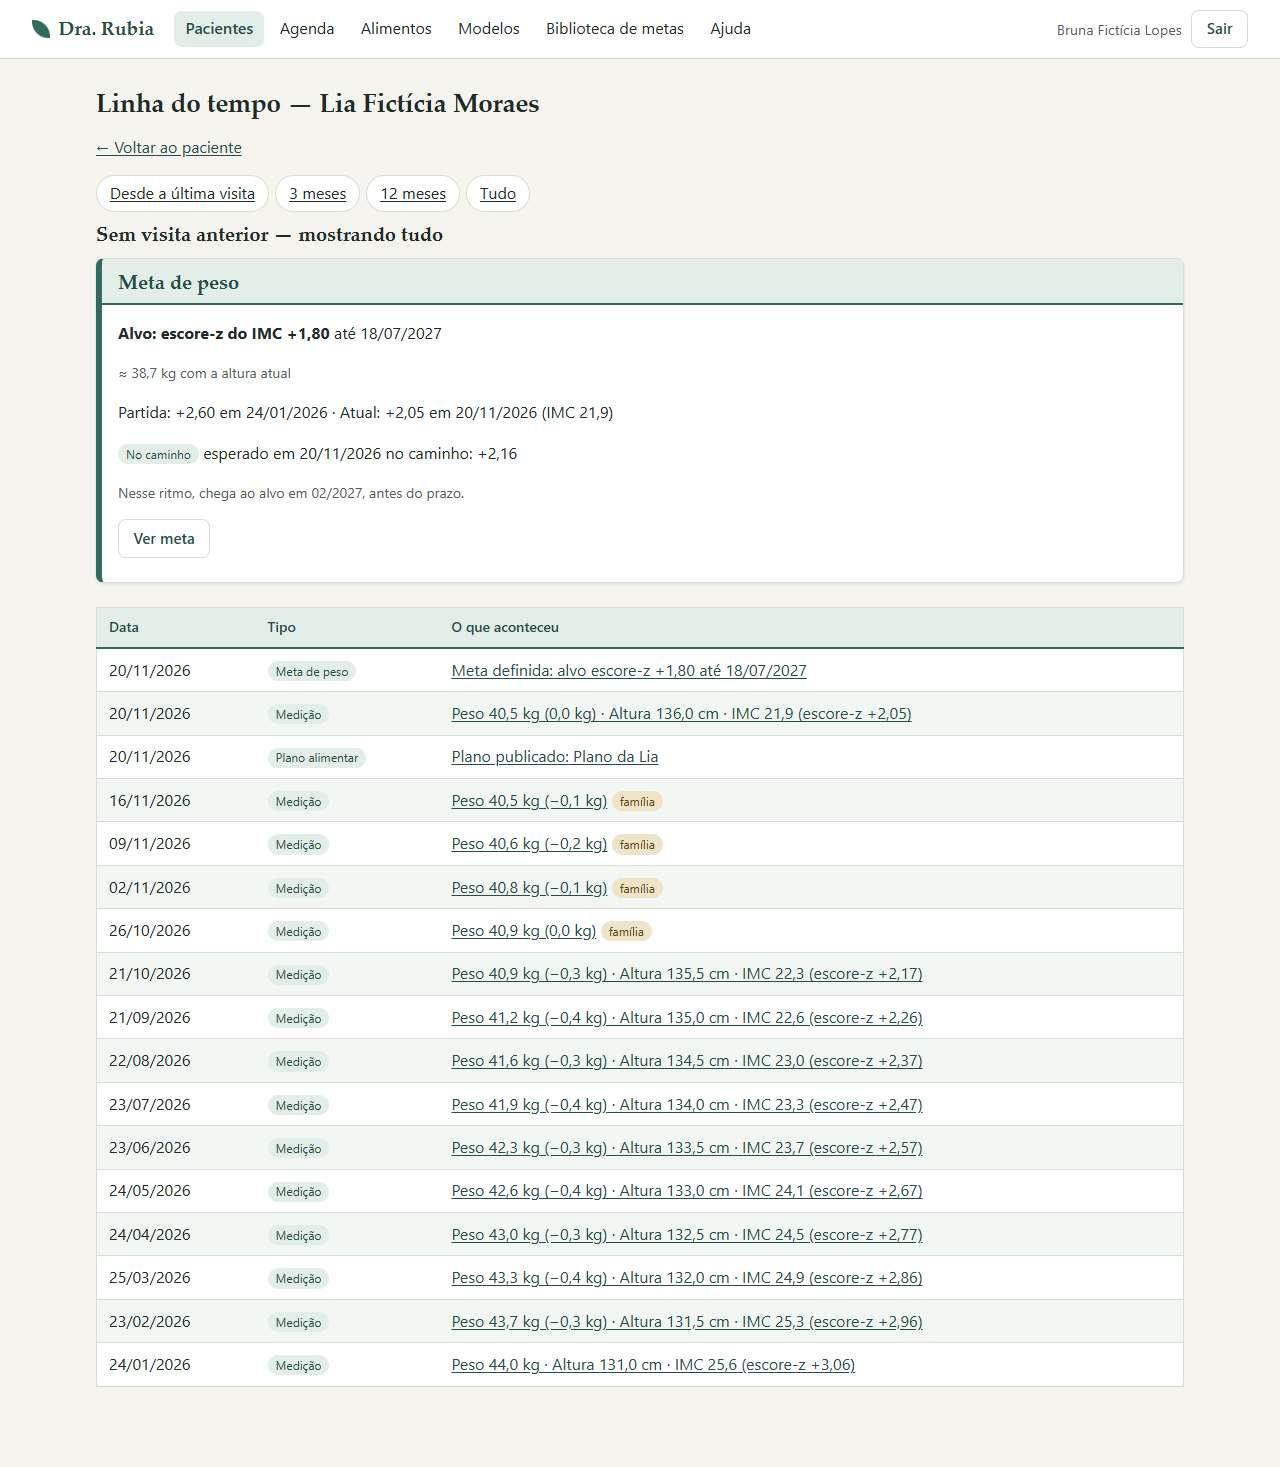 Dra. Rubia Pacientes Agenda Alimentos Modelos Biblioteca de metas Ajuda Bruna Fictícia Lopes Sair
Linha do tempo — Lia Fictícia Moraes
← Voltar ao paciente
Desde a última visita 3 meses 12 meses Tudo
Sem visita anterior — mostrando tudo
Meta de peso
Alvo: escore-z do IMC +1,80 até 18/07/2027
≈ 38,7 kg com a altura atual
Partida: +2,60 em 24/01/2026 · Atual: +2,05 em 20/11/2026 (IMC 21,9)
No caminho esperado em 20/11/2026 no caminho: +2,16
Nesse ritmo, chega ao alvo em 02/2027, antes do prazo.
Ver meta
Data Tipo O que aconteceu
20/11/2026 Meta de peso Meta definida: alvo escore-z +1,80 até 18/07/2027
20/11/2026 Medição Peso 40,5 kg (0,0 kg) · Altura 136,0 cm · IMC 21,9 (escore-z +2,05)
20/11/2026 Plano alimentar Plano publicado: Plano da Lia
16/11/2026 Medição Peso 40,5 kg (−0,1 kg) família
09/11/2026 Medição Peso 40,6 kg (−0,2 kg) família
02/11/2026 Medição Peso 40,8 kg (−0,1 kg) família
26/10/2026 Medição Peso 40,9 kg (0,0 kg) família
21/10/2026 Medição Peso 40,9 kg (−0,3 kg) · Altura 135,5 cm · IMC 22,3 (escore-z +2,17)
21/09/2026 Medição Peso 41,2 kg (−0,4 kg) · Altura 135,0 cm · IMC 22,6 (escore-z +2,26)
22/08/2026 Medição Peso 41,6 kg (−0,3 kg) · Altura 134,5 cm · IMC 23,0 (escore-z +2,37)
23/07/2026 Medição Peso 41,9 kg (−0,4 kg) · Altura 134,0 cm · IMC 23,3 (escore-z +2,47)
23/06/2026 Medição Peso 42,3 kg (−0,3 kg) · Altura 133,5 cm · IMC 23,7 (escore-z +2,57)
24/05/2026 Medição Peso 42,6 kg (−0,4 kg) · Altura 133,0 cm · IMC 24,1 (escore-z +2,67)
24/04/2026 Medição Peso 43,0 kg (−0,3 kg) · Altura 132,5 cm · IMC 24,5 (escore-z +2,77)
25/03/2026 Medição Peso 43,3 kg (−0,4 kg) · Altura 132,0 cm · IMC 24,9 (escore-z +2,86)
23/02/2026 Medição Peso 43,7 kg (−0,3 kg) · Altura 131,5 cm · IMC 25,3 (escore-z +2,96)
24/01/2026 Medição Peso 44,0 kg · Altura 131,0 cm · IMC 25,6 (escore-z +3,06)